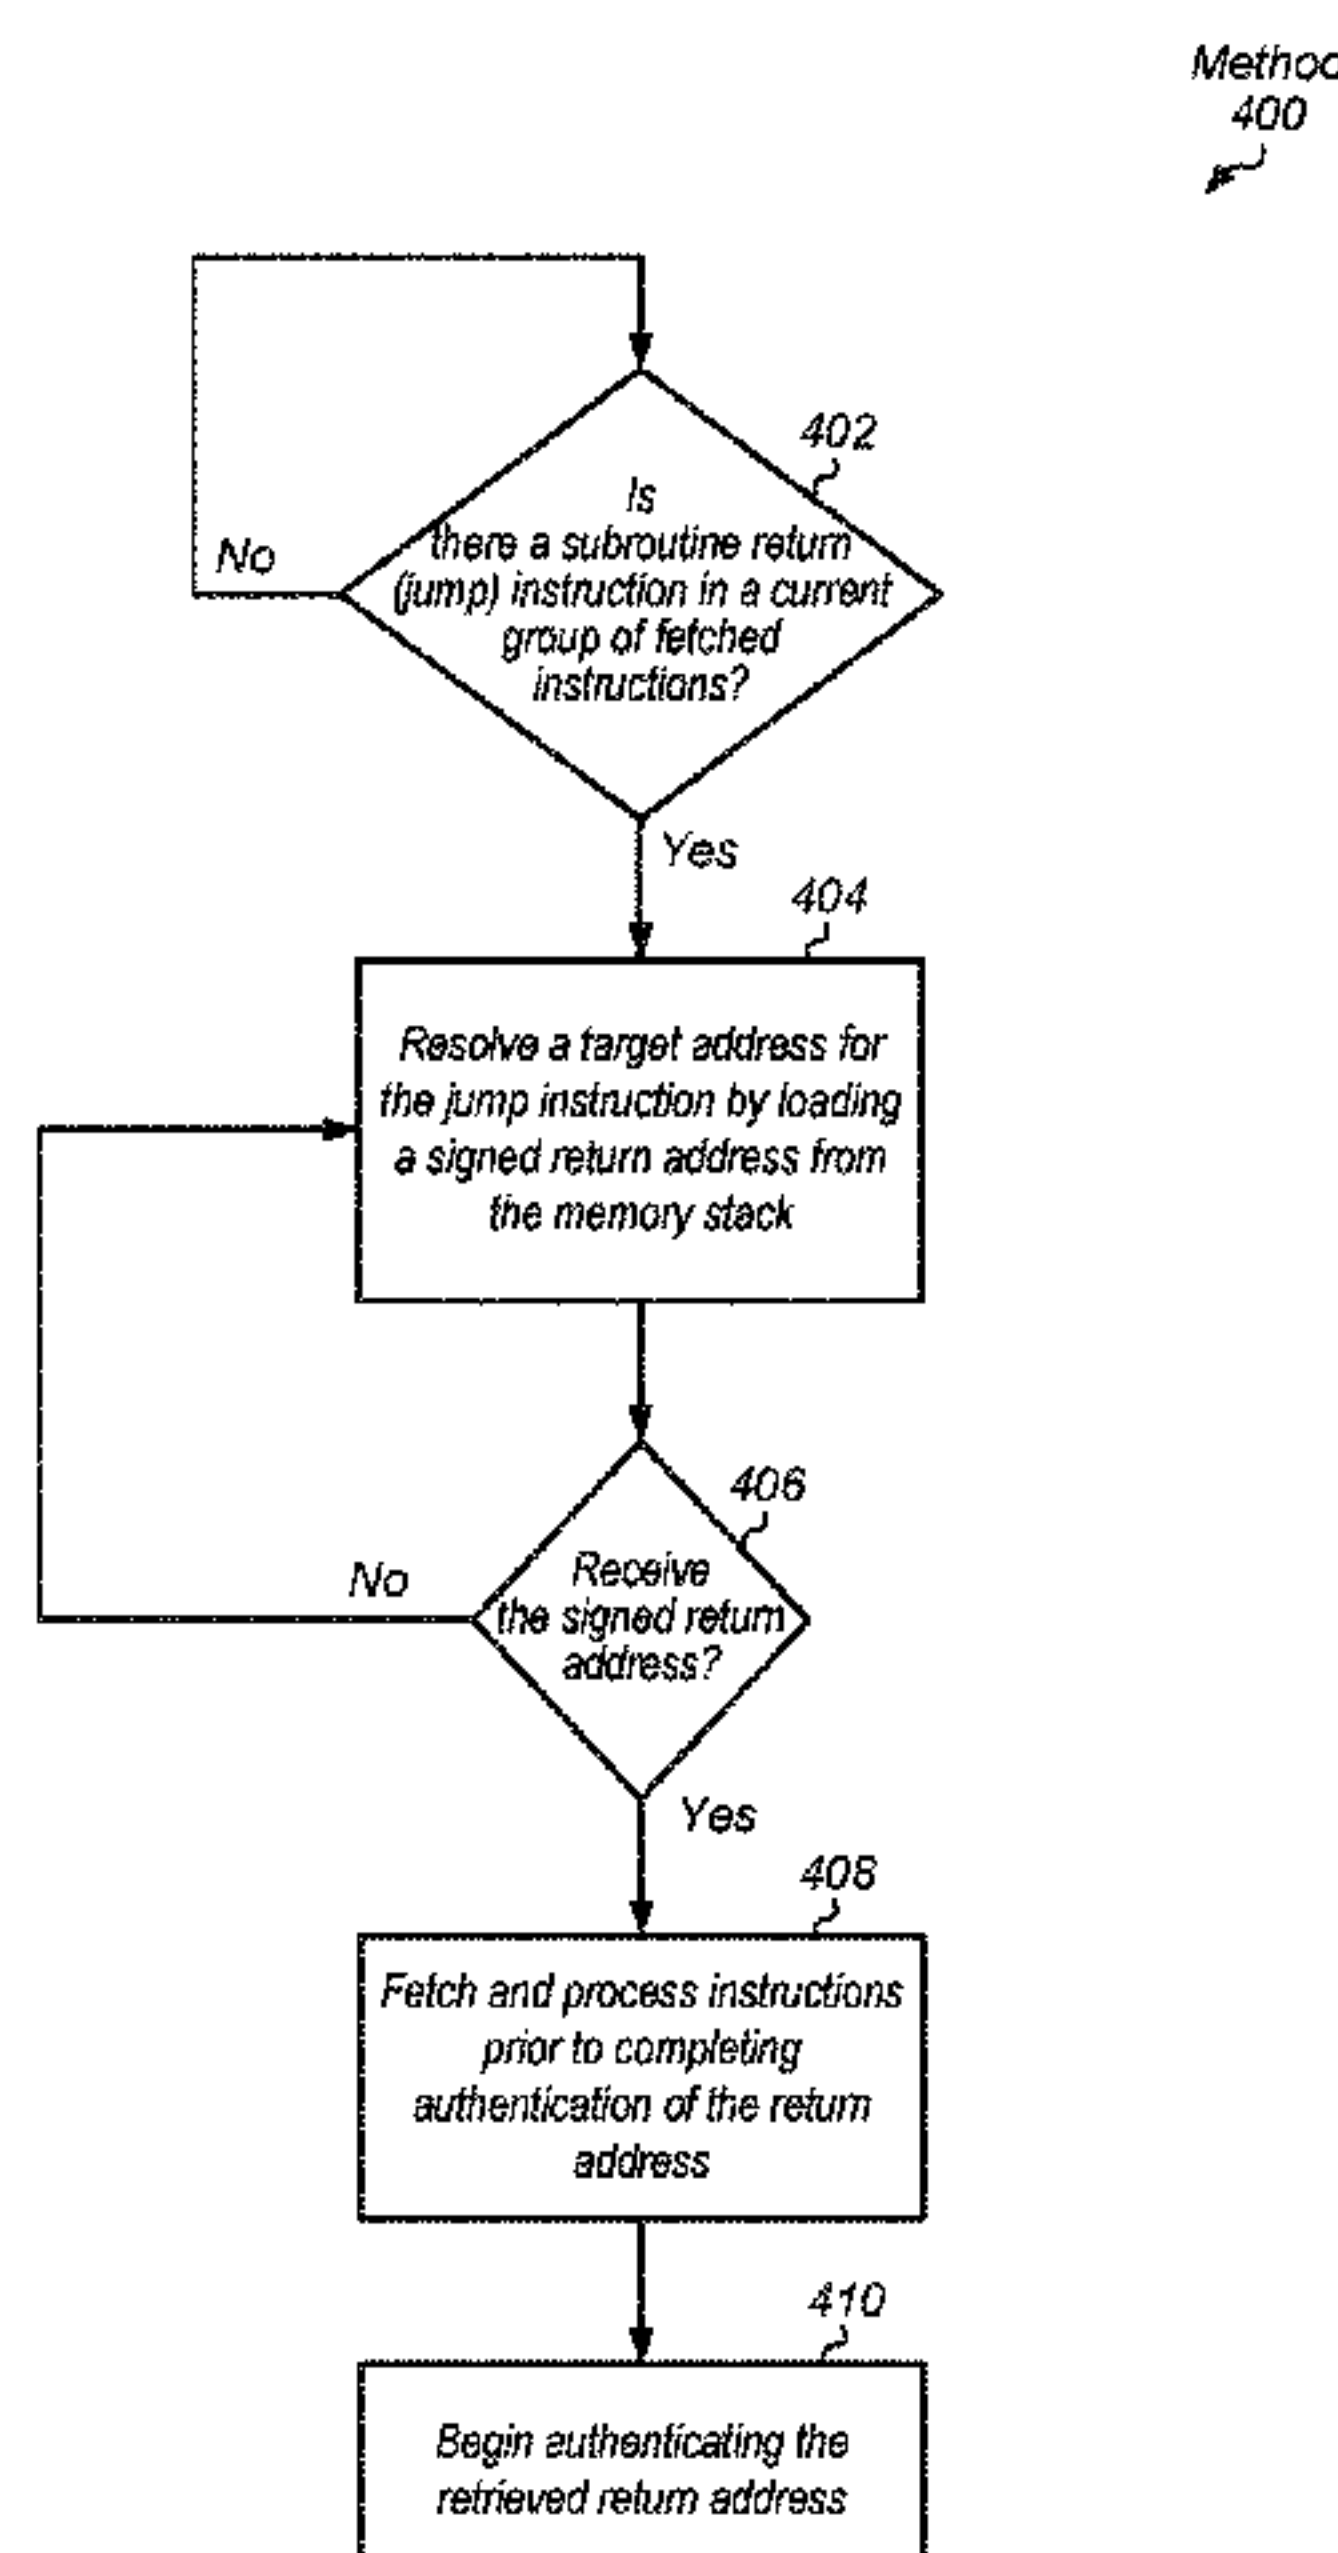 Method
400
402
Is
there a subroutine return
(jump) instruction in a current
group of fetched
instructions?
No
Yes
404
Resolve a target address for
the jump instruction by loading
a signed return address from
the memory stack
406
Receive
the signed return
address?
No
Yes
408
Fetch and process instructions
prior to completing
authentication of the return
address
410
Begin authenticating the
retrieved return address